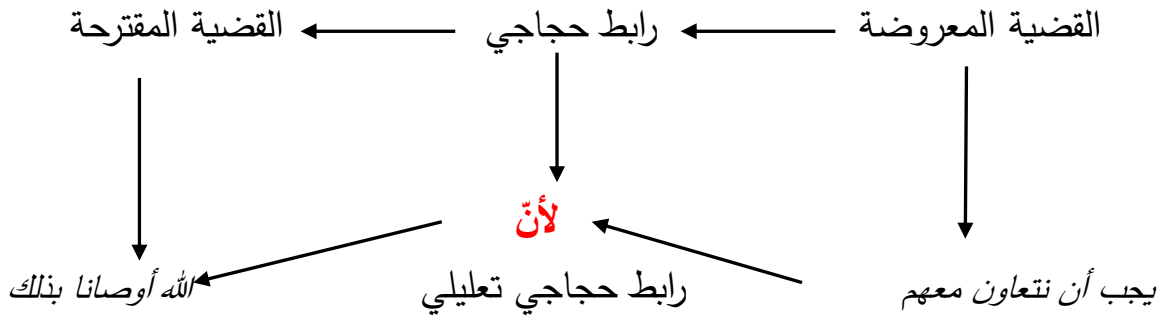 القضية المعروضة رابط حجاجي القضية المقترحة
لأنّ
يجب أن نتعاون معهم رابط حجاجي تعليلي الله أوصانا بذلك